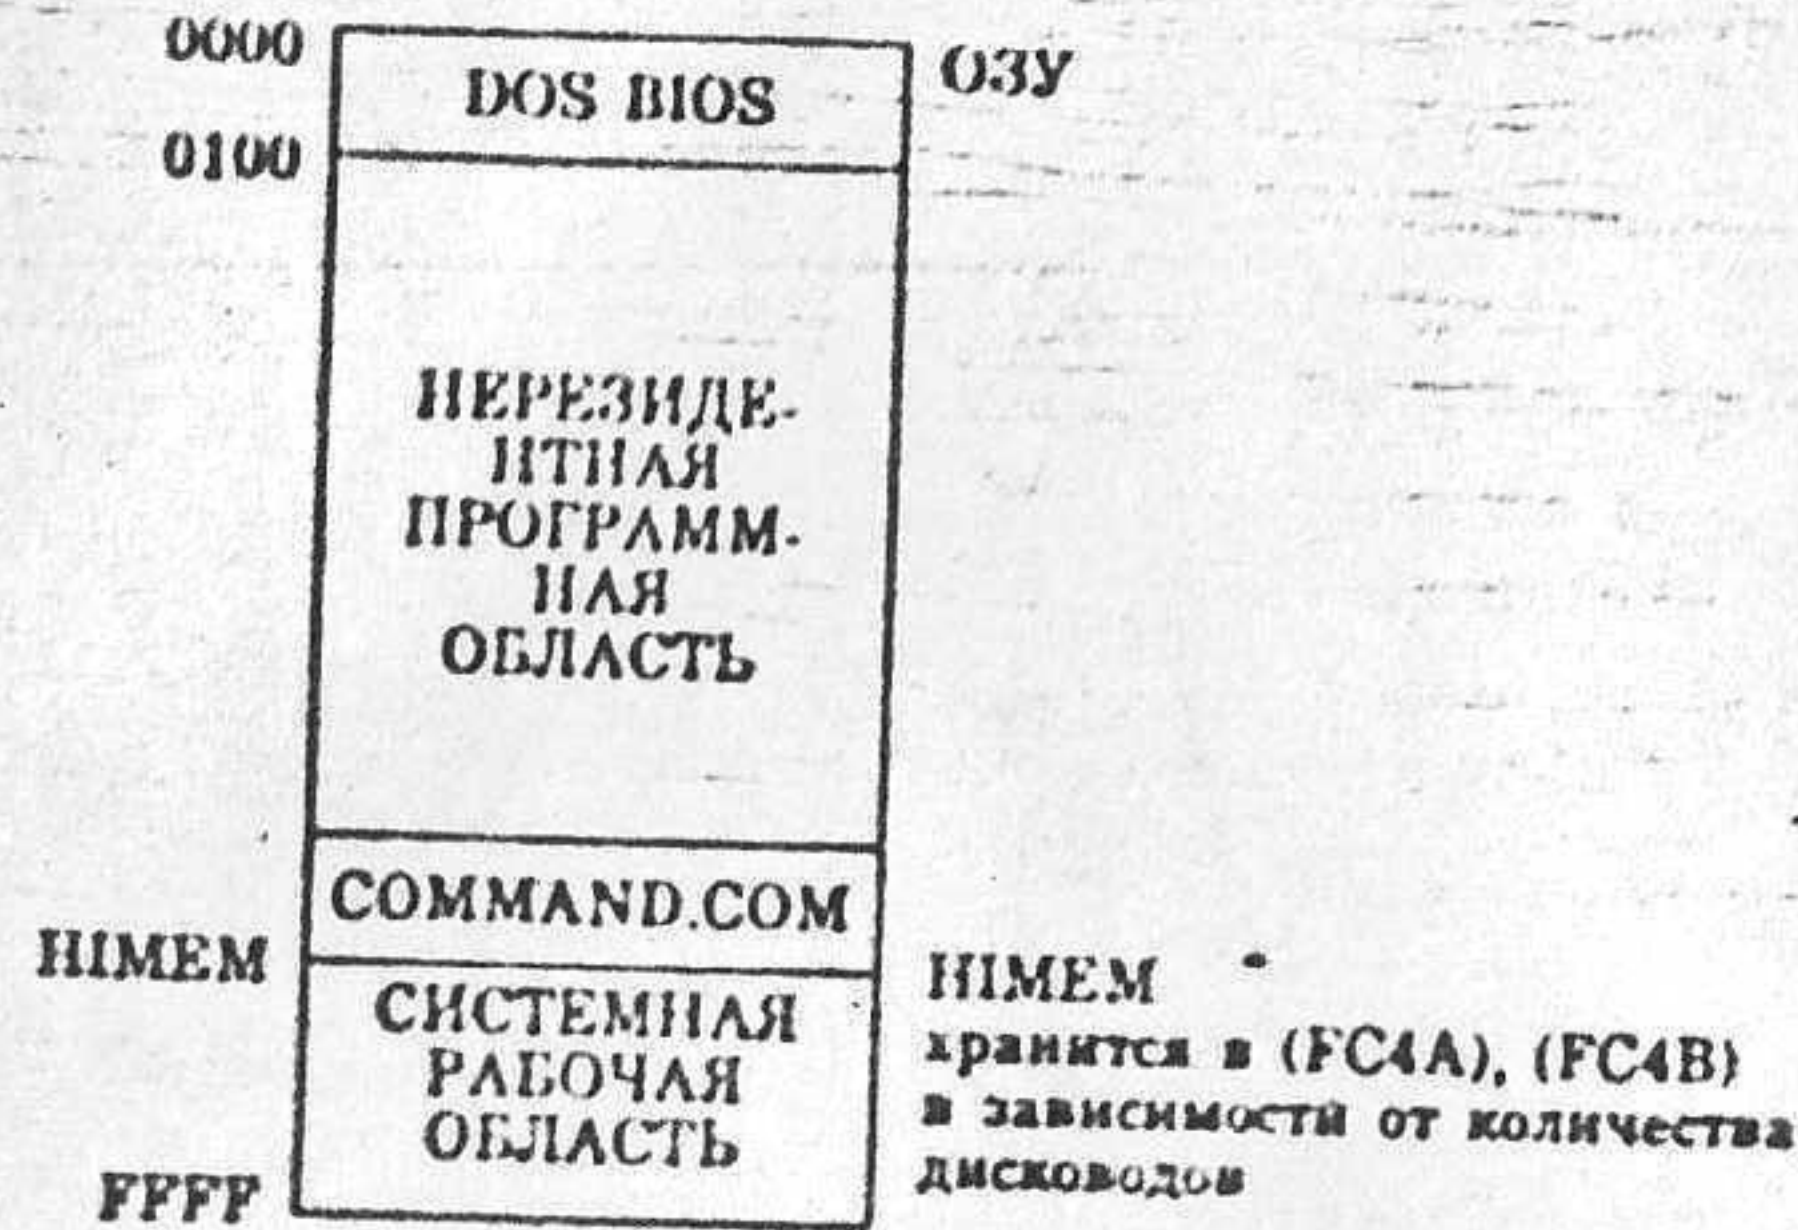 0000
DOS BIOS
ОЗУ
0100
НЕРЕЗИДЕ-
НТНАЯ
ПРОГРАММ-
НАЯ
ОБЛАСТЬ
COMMAND.COM
HIMEM
СИСТЕМНАЯ
РАБОЧАЯ
ОБЛАСТЬ
FFFF
HIMEM -
хранится в (FC4A), (FC4B)
в зависимости от количества
дисководов